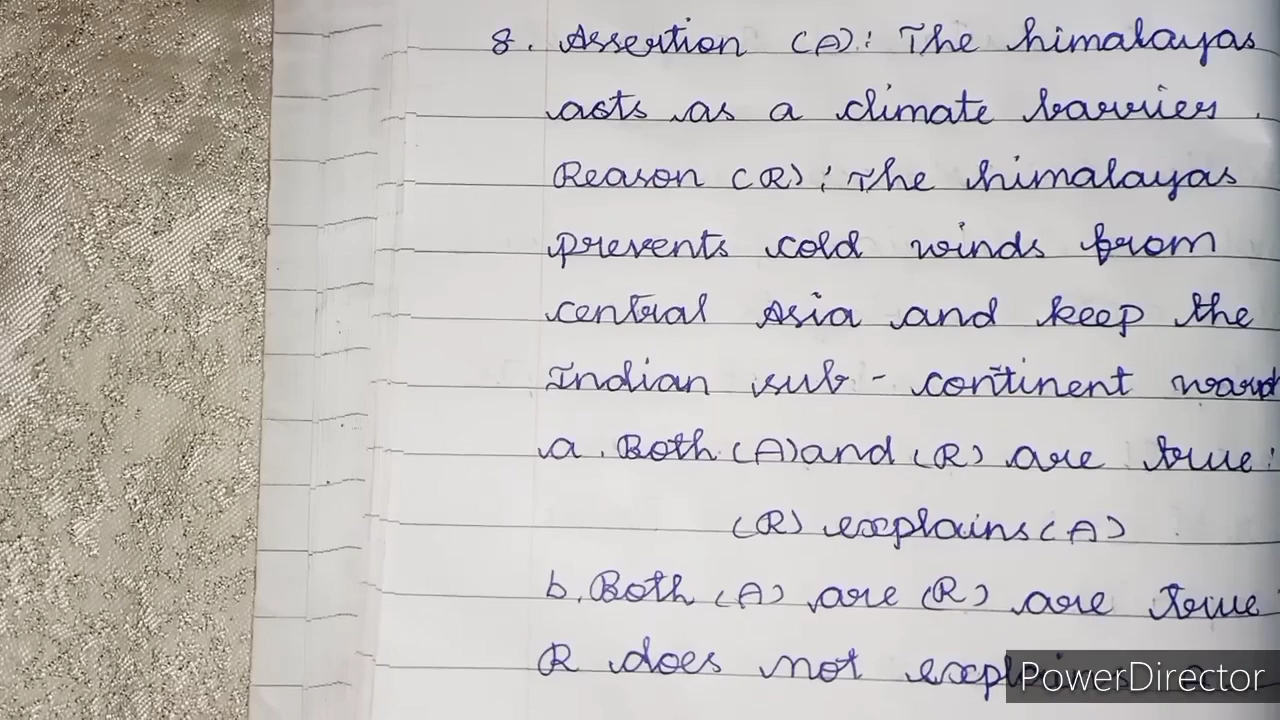 8. Assertion (A): The himalayas
acts as a climate barrier.
Reason (R): The himalayas
prevents cold winds from
central Asia and keep the
Indian sub-continent
a. Both (A) and (R) are true:
(R) explains (A)
b. Both (A) are (R) are true
R does not explains a
PowerDirector